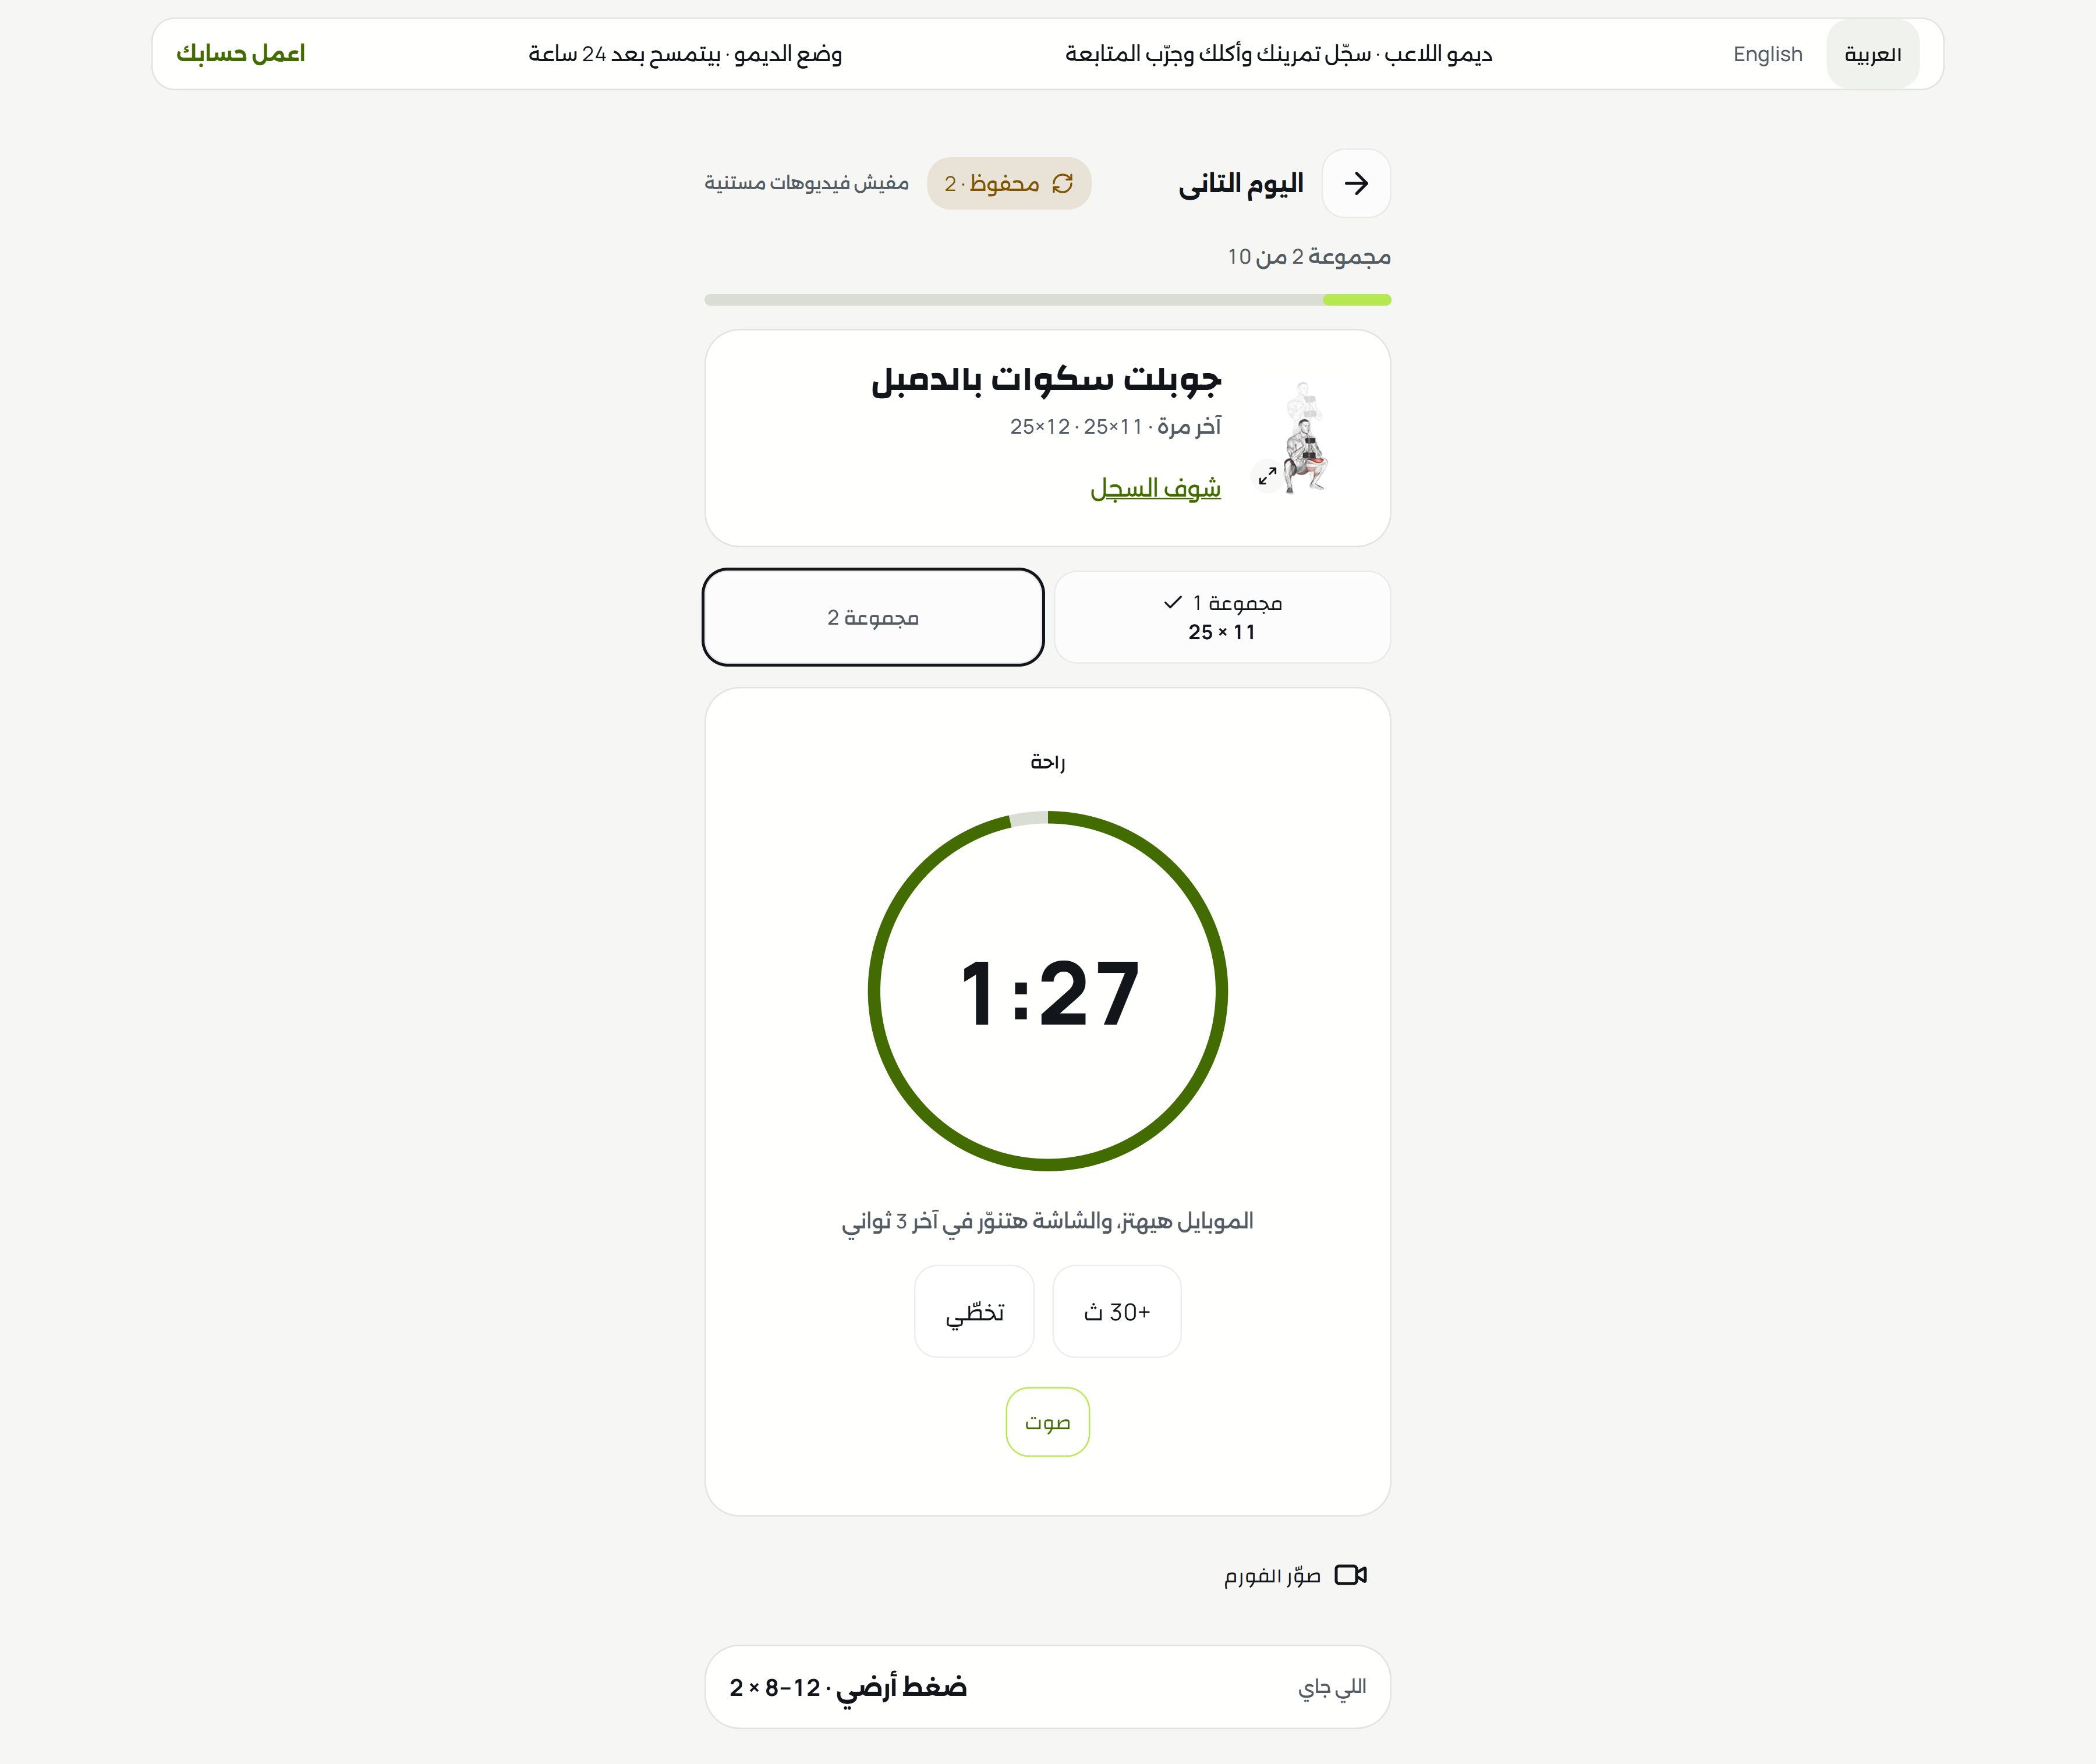 العربية
English
ديمو اللاعب · سجّل تمرينك وأكلك وجرّب المتابعة
وضع الديمو · بيتمسح بعد 24 ساعة
اعمل حسابك
اليوم التانى
محفوظ · 2
مفيش فيديوهات مستنية
مجموعة 2 من 10
جوبلت سكوات بالدمبل
آخر مرة · 11×25 · 12×25
شوف السجل
مجموعة 1
25 × 11
مجموعة 2
راحة
1:27
الموبايل هيهتز، والشاشة هتنوّر في آخر 3 ثواني
+30 ث
تخطّي
صوت
صوّر الفورم
اللي جاي
ضغط أرضي · 2 × 8–12